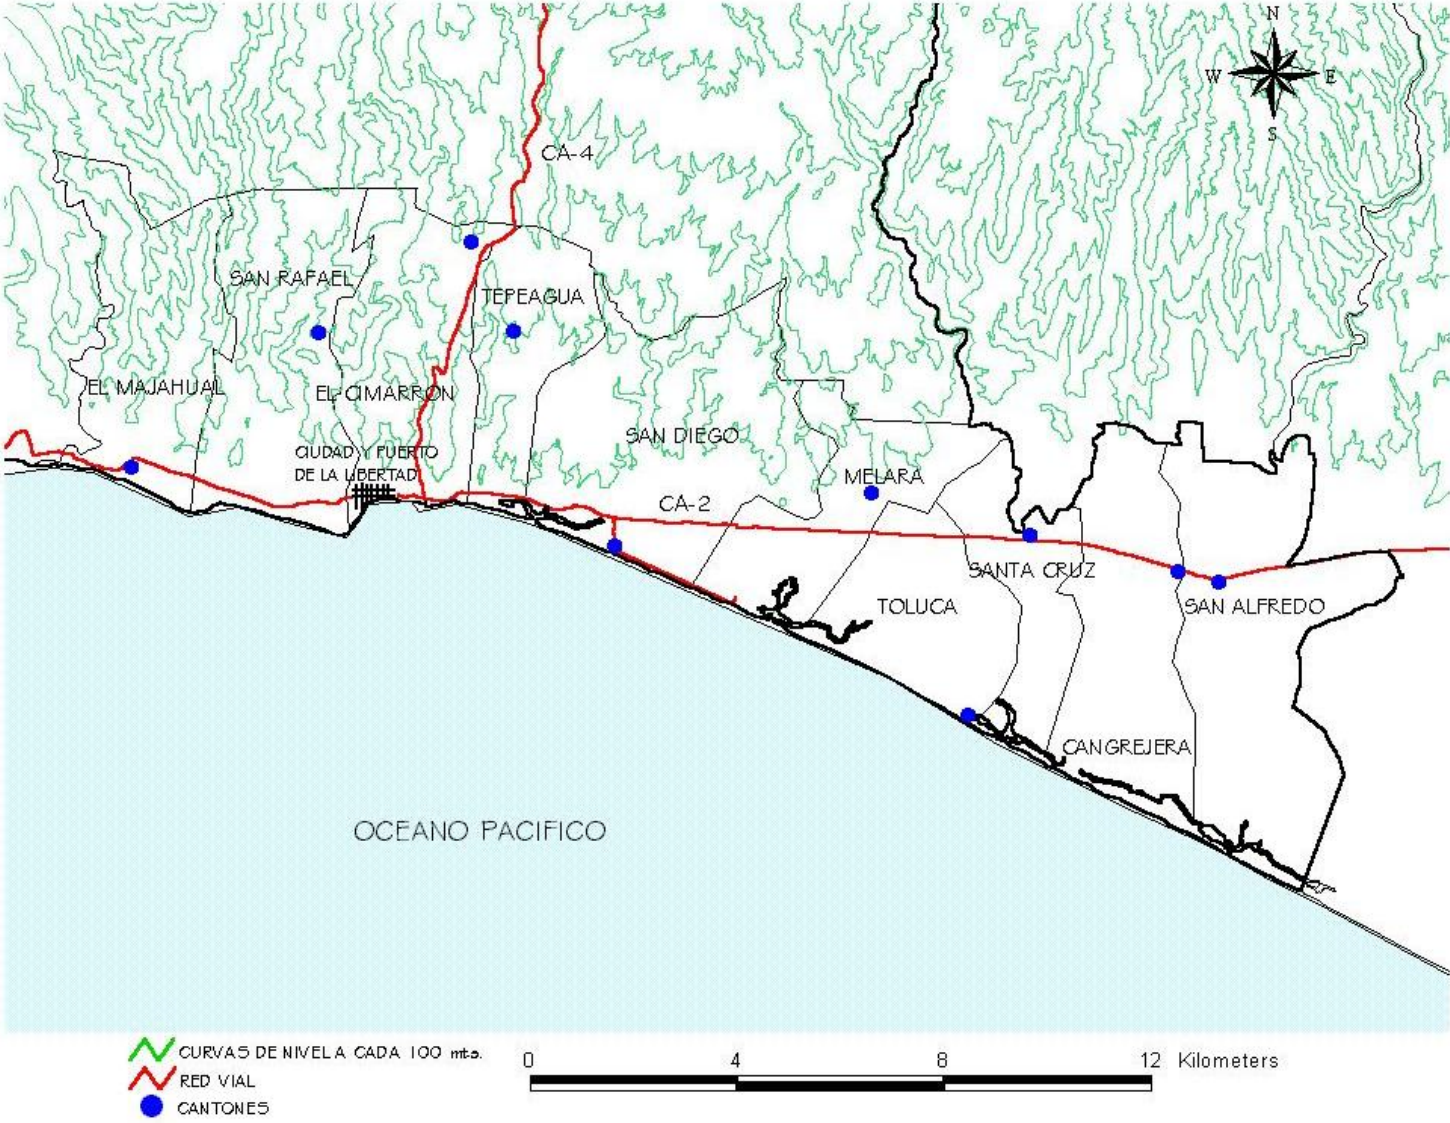 N
W E
S
CA-4
SAN RAFAEL
TEPEAGUA
EL MAJAHUAL
EL CIMARRON
SAN DIEGO
CIUDAD Y PUERTO
DE LA LIBERTAD
MELARA
CA-2
SANTA CRUZ
TOLUCA
SAN ALFREDO
CANGREJERA
OCEANO PACIFICO
CURVAS DE NIVEL A CADA 100 mts.
RED VIAL
CANTONES
0 4 8 12 Kilometers